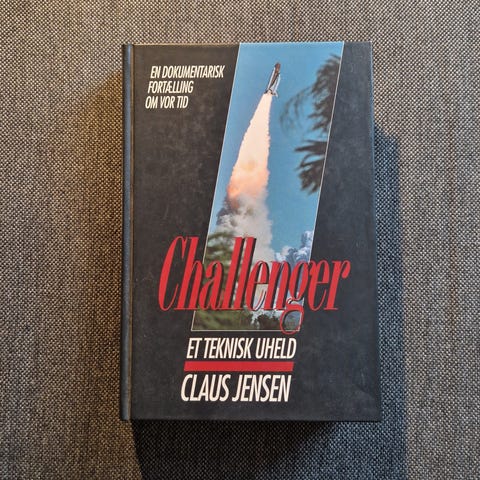 EN DOKUMENTARISK
FORTÆLLING
OM VOR TID
Challenger
ET TEKNISK UHELD
CLAUS JENSEN